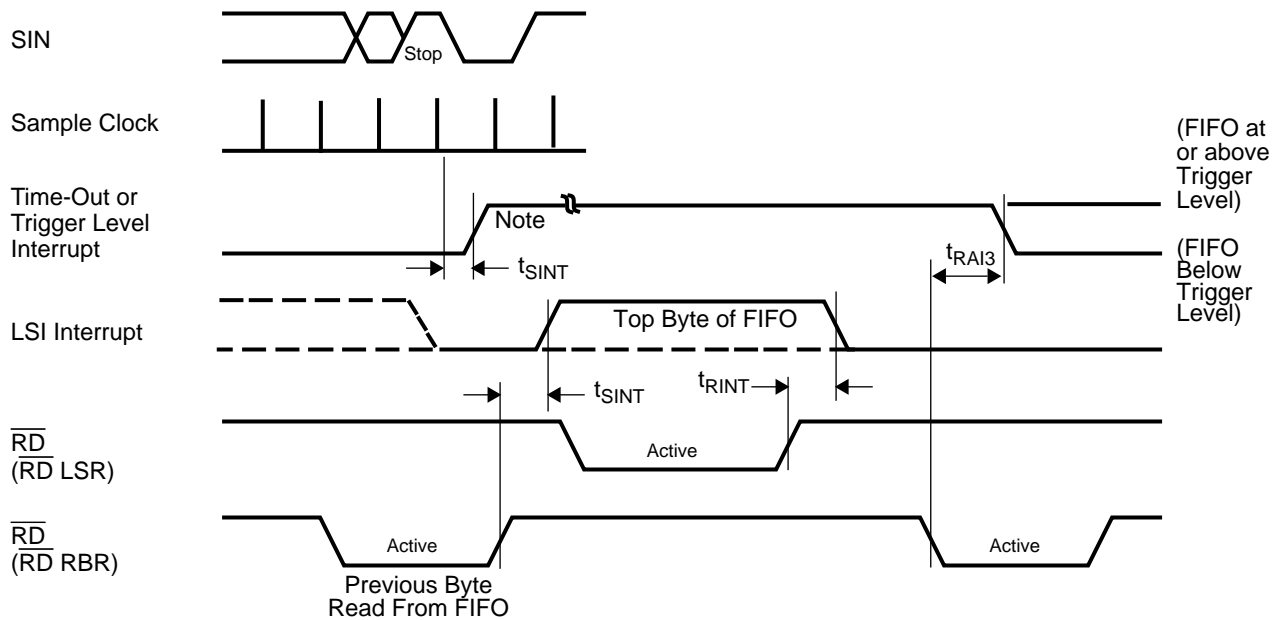 SIN
Stop
Sample Clock
(FIFO at
or above
Trigger
Level)
Time-Out or
Trigger Level
Interrupt
Note
tSINT
tRAI3
(FIFO
Below
Trigger
Level)
LSI Interrupt
Top Byte of FIFO
tSINT
tRINT
RD
(RD LSR)
Active
RD
(RD RBR)
Active
Active
Previous Byte
Read From FIFO